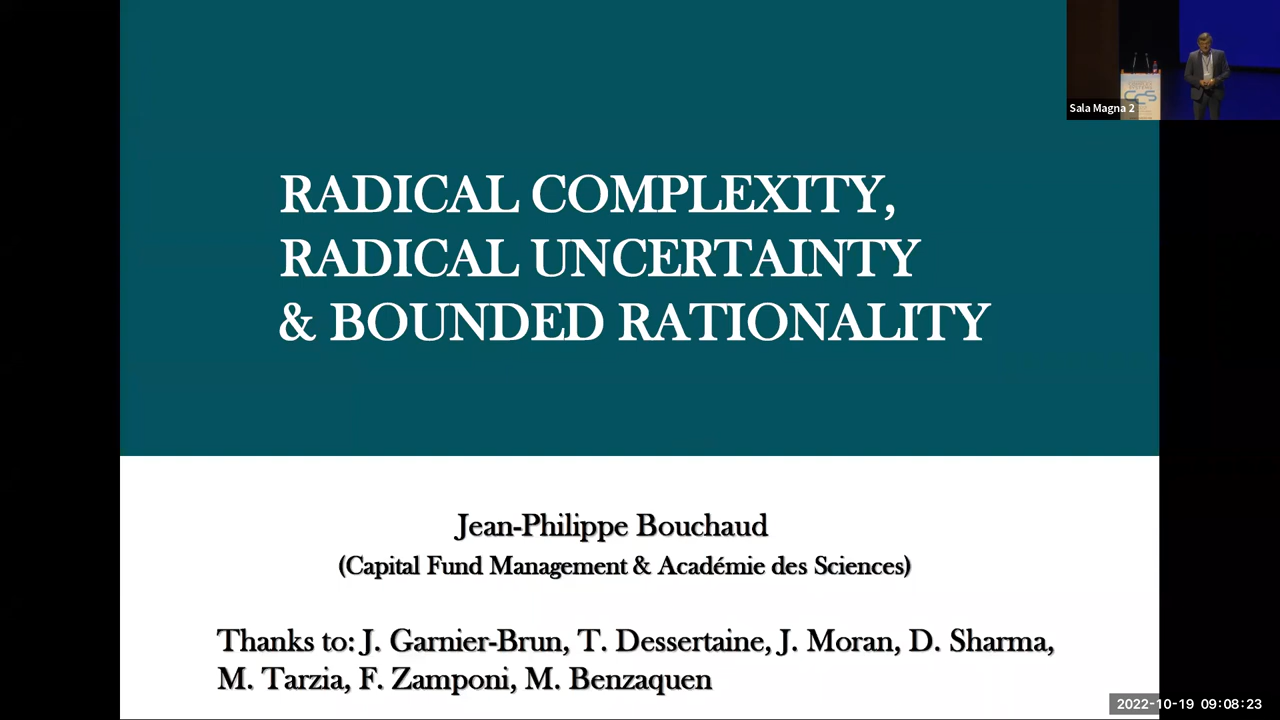 Sala Magna 2
RADICAL COMPLEXITY,
RADICAL UNCERTAINTY
& BOUNDED RATIONALITY
Jean-Philippe Bouchaud
(Capital Fund Management & Académie des Sciences)
Thanks to: J. Garnier-Brun, T. Dessertaine, J. Moran, D. Sharma,
M. Tarzia, F. Zamponi, M. Benzaquen
2022-10-19 09:08:23